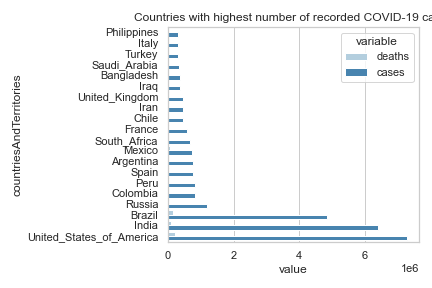 Countries with highest number of recorded COVID-19 ca
countriesAndTerritories
Philippines
Italy
Turkey
Saudi_Arabia
Bangladesh
Iraq
United_Kingdom
Iran
Chile
France
South_Africa
Mexico
Argentina
Spain
Peru
Colombia
Russia
Brazil
India
United_States_of_America
variable
deaths
cases
0 2 4 6
1e6
value